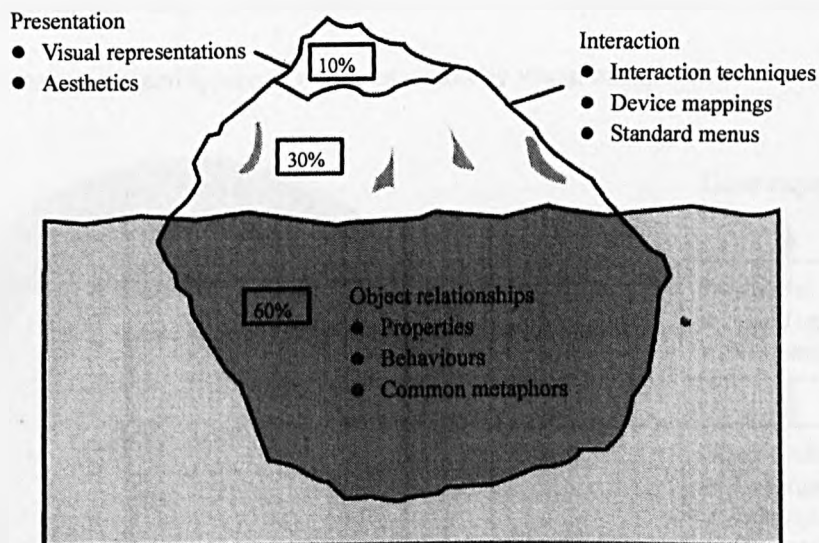 Presentation
● Visual representations
● Aesthetics
10%
Interaction
● Interaction techniques
● Device mappings
● Standard menus
30%
60%
Object relationships
● Properties
● Behaviours
● Common metaphors